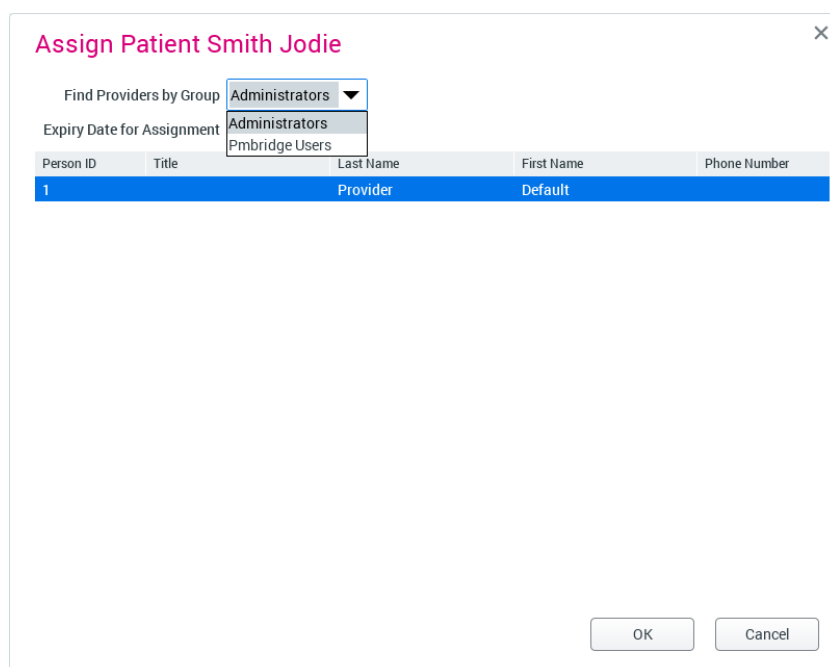 Assign Patient Smith Jodie
Find Providers by Group Administrators
Administrators
Expiry Date for Assignment
Pmbridge Users
Person ID Title Last Name First Name Phone Number
1 Provider Default
OK Cancel